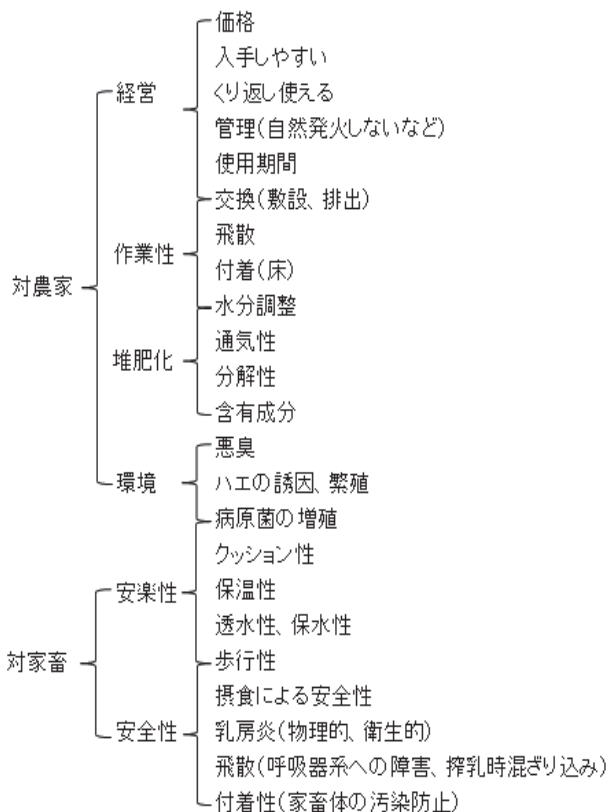 対農家
経営
価格
入手しやすい
くり返し使える
管理(自然発火しないなど)
使用期間
交換(敷設、排出)
作業性
飛散
付着(床)
水分調整
堆肥化
通気性
分解性
含有成分
環境
悪臭
ハエの誘因、繁殖
病原菌の増殖
対家畜
安楽性
クッション性
保温性
透水性、保水性
歩行性
安全性
摂食による安全性
乳房炎(物理的、衛生的)
飛散(呼吸器系への障害、搾乳時混ざり込み)
付着性(家畜体の汚染防止)